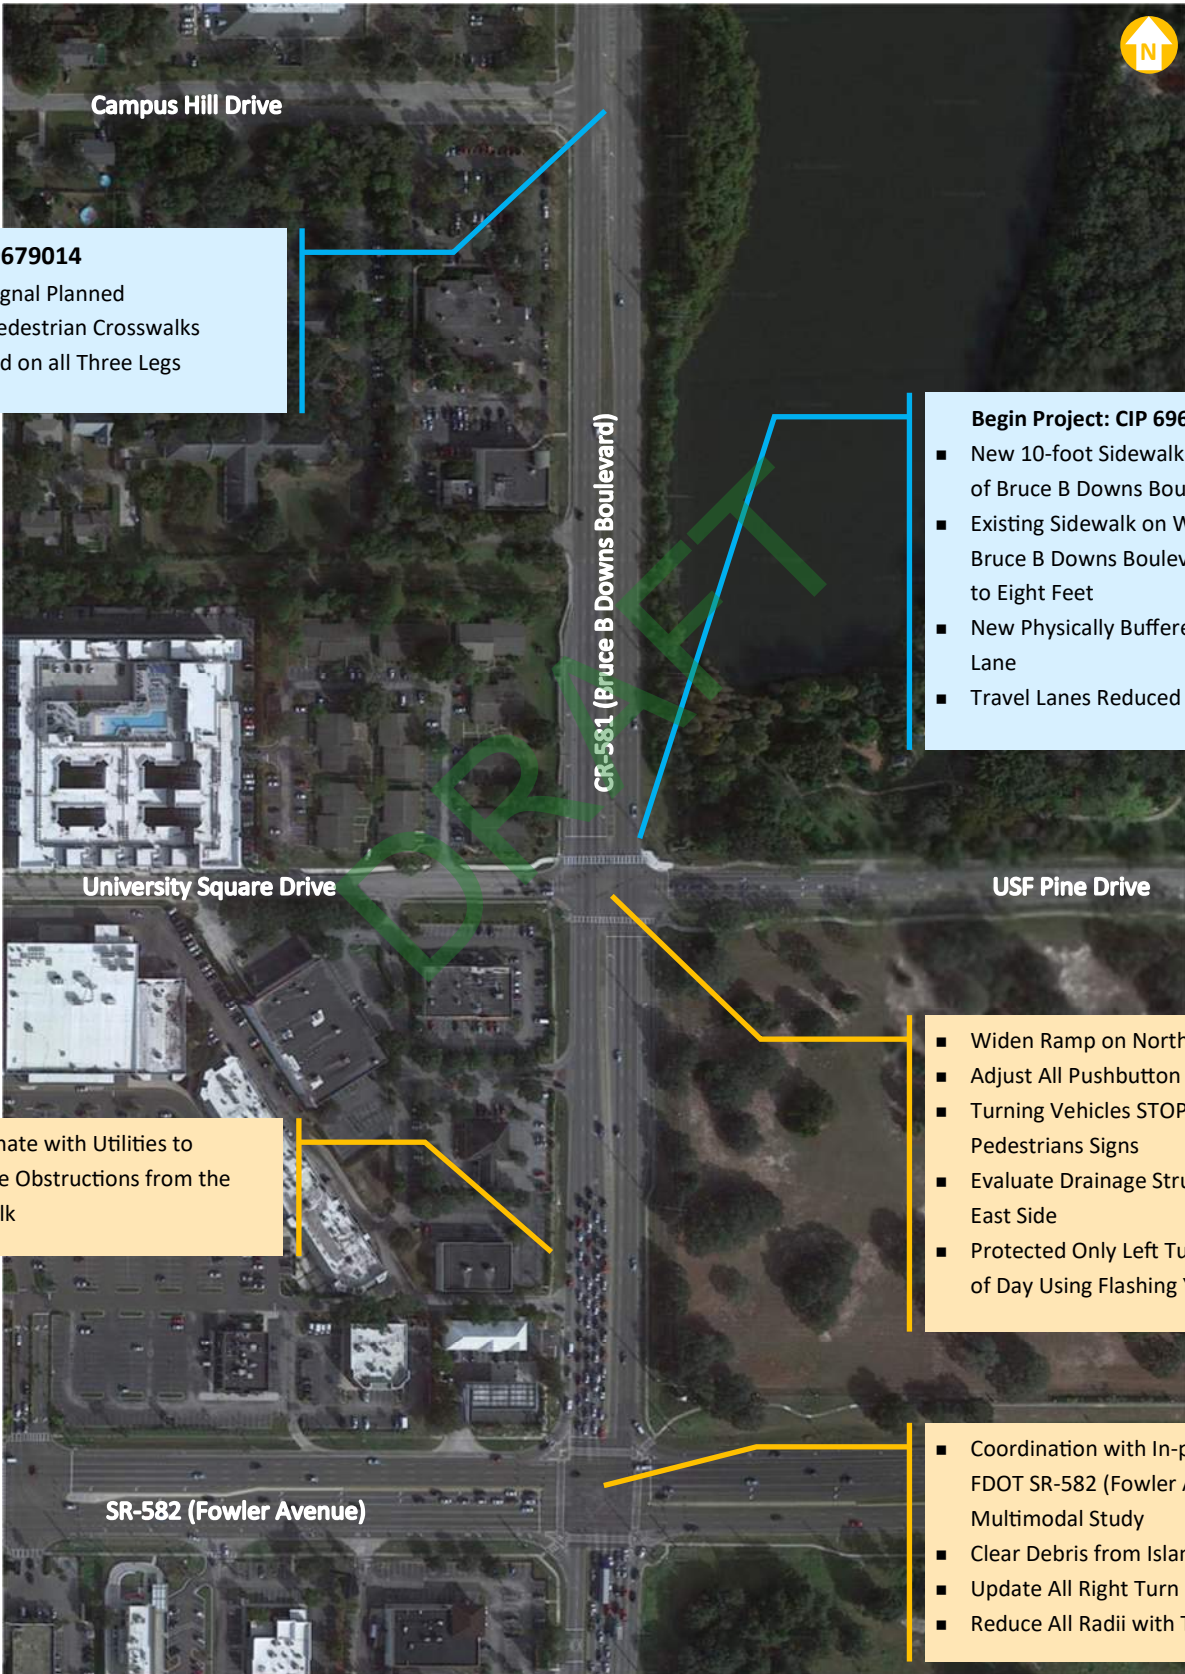 N
Campus Hill Drive
679014
gnal Planned
edestrian Crosswalks
d on all Three Legs
CR-581 (Bruce B Downs Boulevard)
Begin Project: CIP 696
■ New 10-foot Sidewalk
of Bruce B Downs Bou
■ Existing Sidewalk on W
Bruce B Downs Boulev
to Eight Feet
■ New Physically Buffere
Lane
■ Travel Lanes Reduced
DRAFT
University Square Drive
USF Pine Drive
■ Widen Ramp on North
■ Adjust All Pushbutton
■ Turning Vehicles STOP
Pedestrians Signs
■ Evaluate Drainage Stru
East Side
■ Protected Only Left Tu
of Day Using Flashing Y
nate with Utilities to
e Obstructions from the
lk
■ Coordination with In-p
FDOT SR-582 (Fowler A
Multimodal Study
■ Clear Debris from Islan
■ Update All Right Turn
■ Reduce All Radii with T
SR-582 (Fowler Avenue)